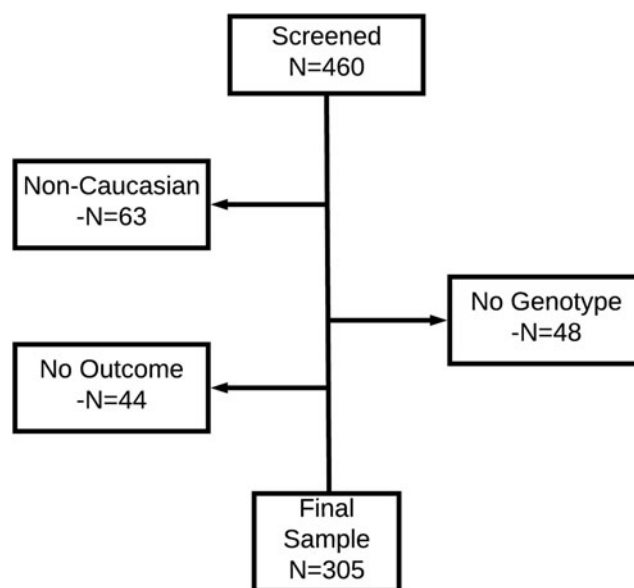 Screened
N=460
Non-Caucasian
-N=63
No Genotype
-N=48
No Outcome
-N=44
Final
Sample
N=305